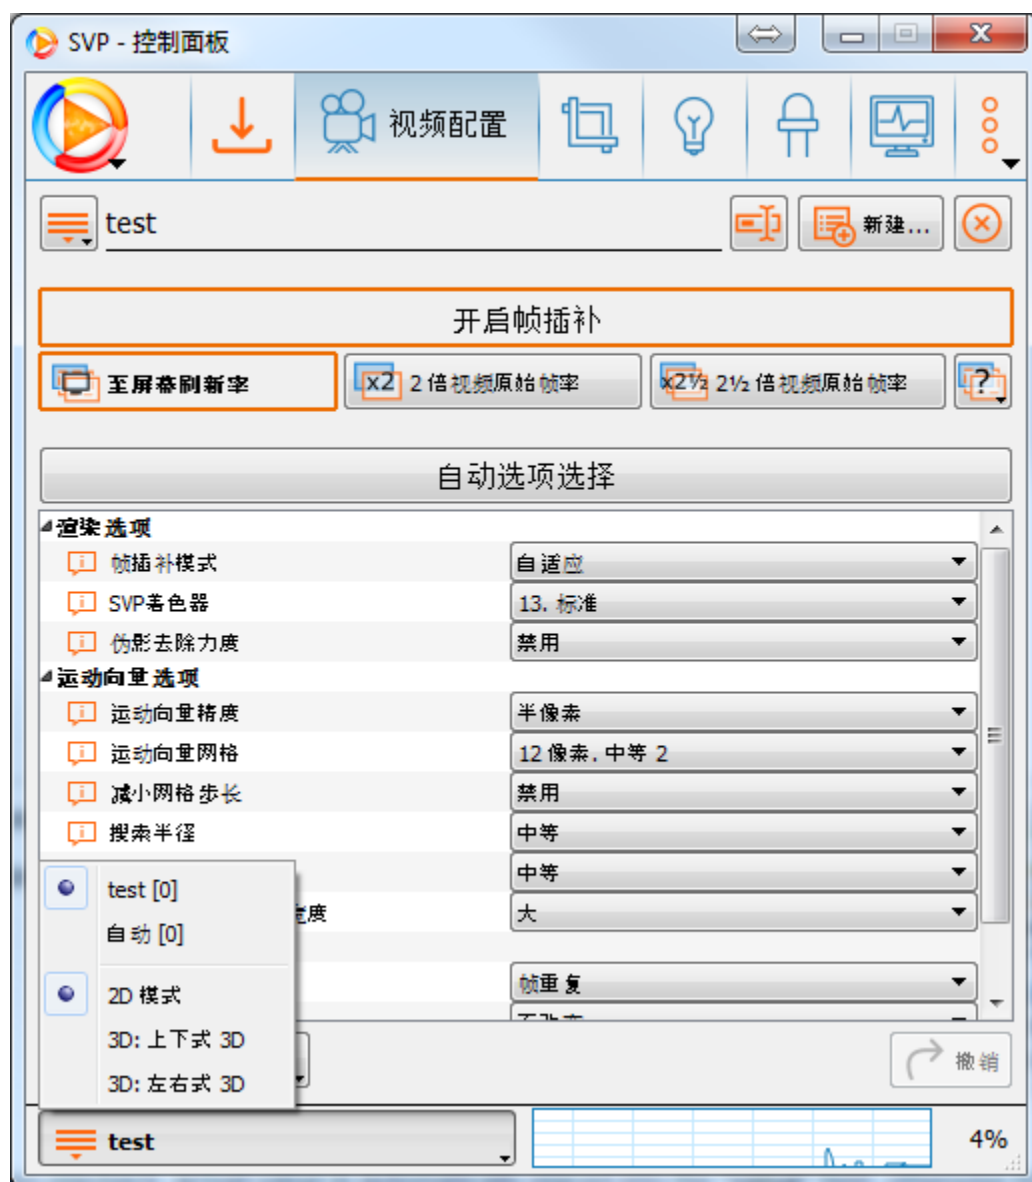 SVP - 控制面板
视频配置
test
新建...
开启帧插补
至屏幕刷新率
x2 2 倍视频原始帧率
x2½ 2½ 倍视频原始帧率
?
自动选项选择
渲染选项
帧插补模式 自适应
SVP着色器 13. 标准
伪影去除力度 禁用
运动向量选项
运动向量精度 半像素
运动向量网格 12 像素. 中等 2
减小网格步长 禁用
搜索半径 中等
中等
宽度 大
帧重复
test [0]
自动 [0]
2D 模式
3D: 上下式 3D
3D: 左右式 3D
撤销
test
4%